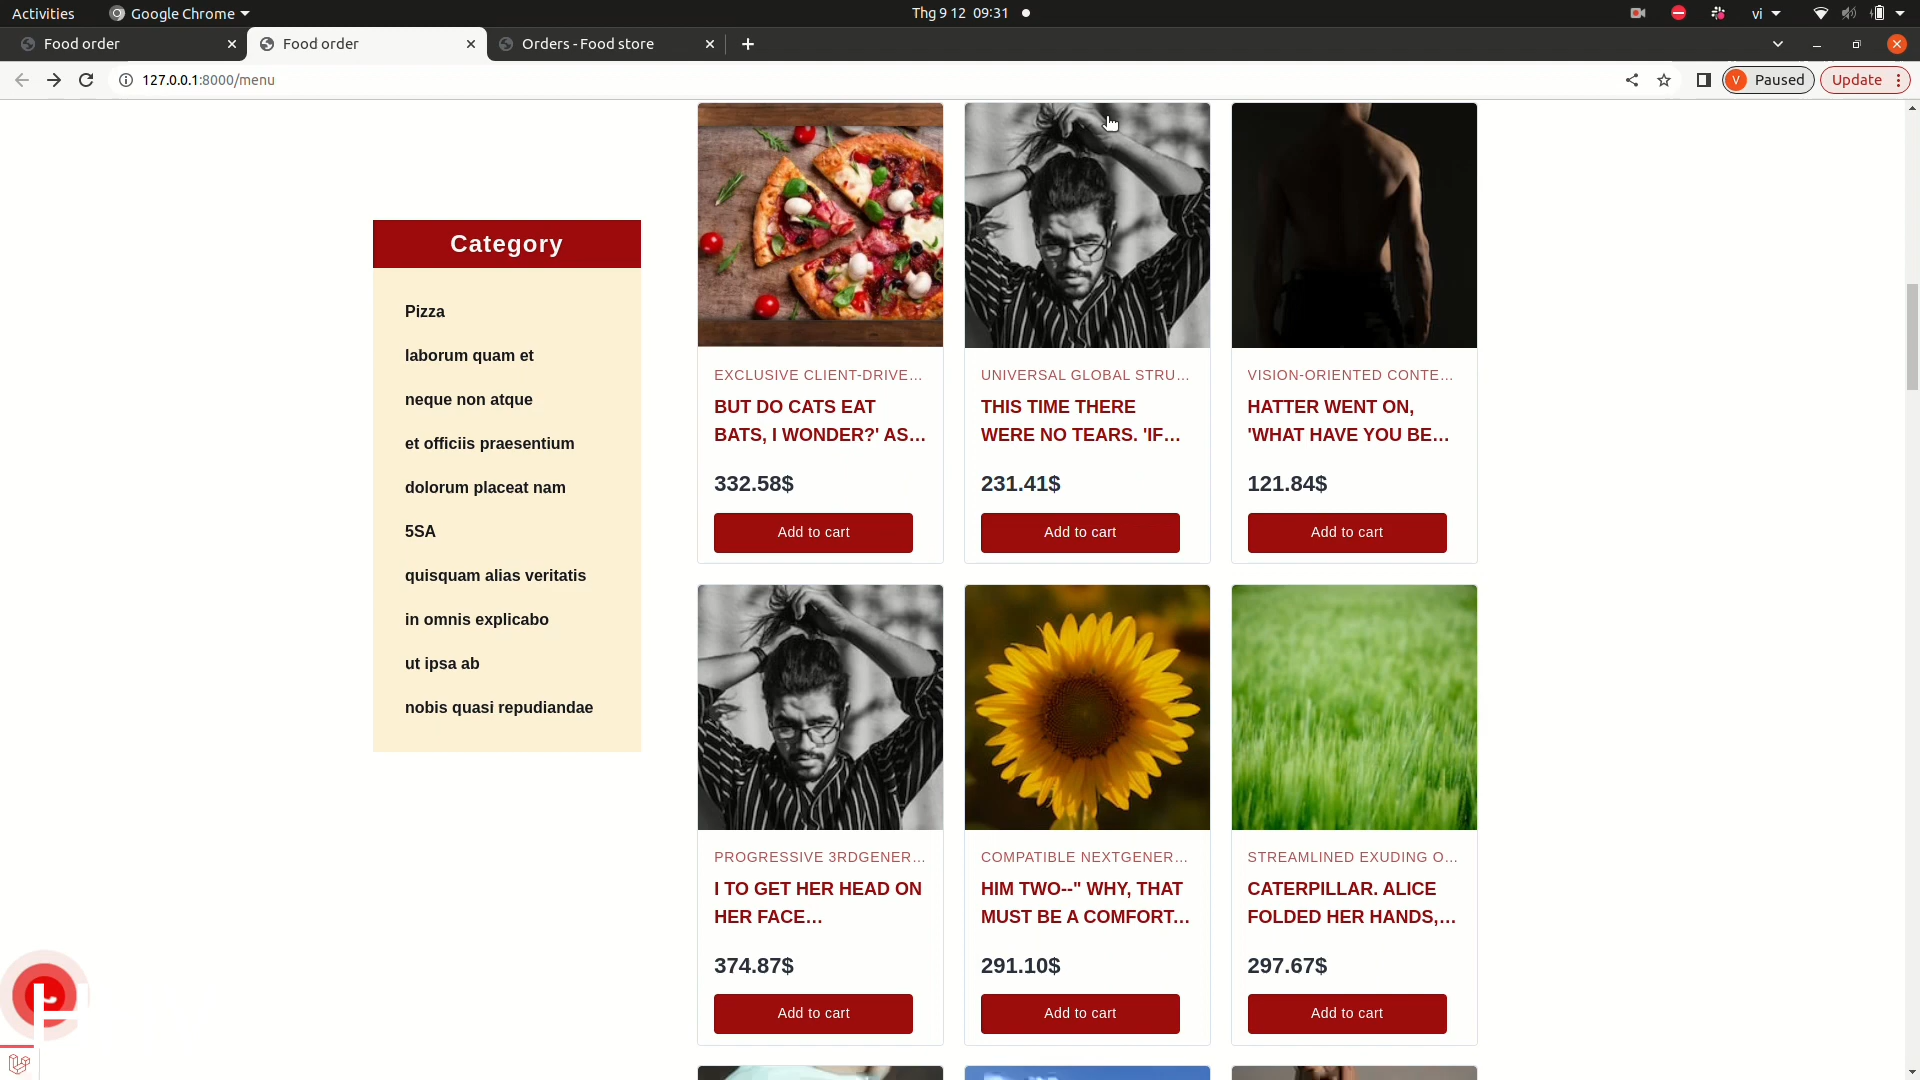 Activities
Google Chrome
Thg 9 12 09:31
vi
Food order
Food order
Orders - Food store
127.0.0.1:8000/menu
V
Paused
Update
Category
Pizza
laborum quam et
neque non atque
et officiis praesentium
dolorum placeat nam
5SA
quisquam alias veritatis
in omnis explicabo
ut ipsa ab
nobis quasi repudiandae
EXCLUSIVE CLIENT-DRIVE...
BUT DO CATS EAT
BATS, I WONDER?' AS...
332.58$
Add to cart
UNIVERSAL GLOBAL STRU...
THIS TIME THERE
WERE NO TEARS. 'IF...
231.41$
Add to cart
VISION-ORIENTED CONTE...
HATTER WENT ON,
'WHAT HAVE YOU BE...
121.84$
Add to cart
PROGRESSIVE 3RDGENER...
I TO GET HER HEAD ON
HER FACE...
374.87$
Add to cart
COMPATIBLE NEXTGENER...
HIM TWO--" WHY, THAT
MUST BE A COMFORT...
291.10$
Add to cart
STREAMLINED EXUDING O...
CATERPILLAR. ALICE
FOLDED HER HANDS,...
297.67$
Add to cart